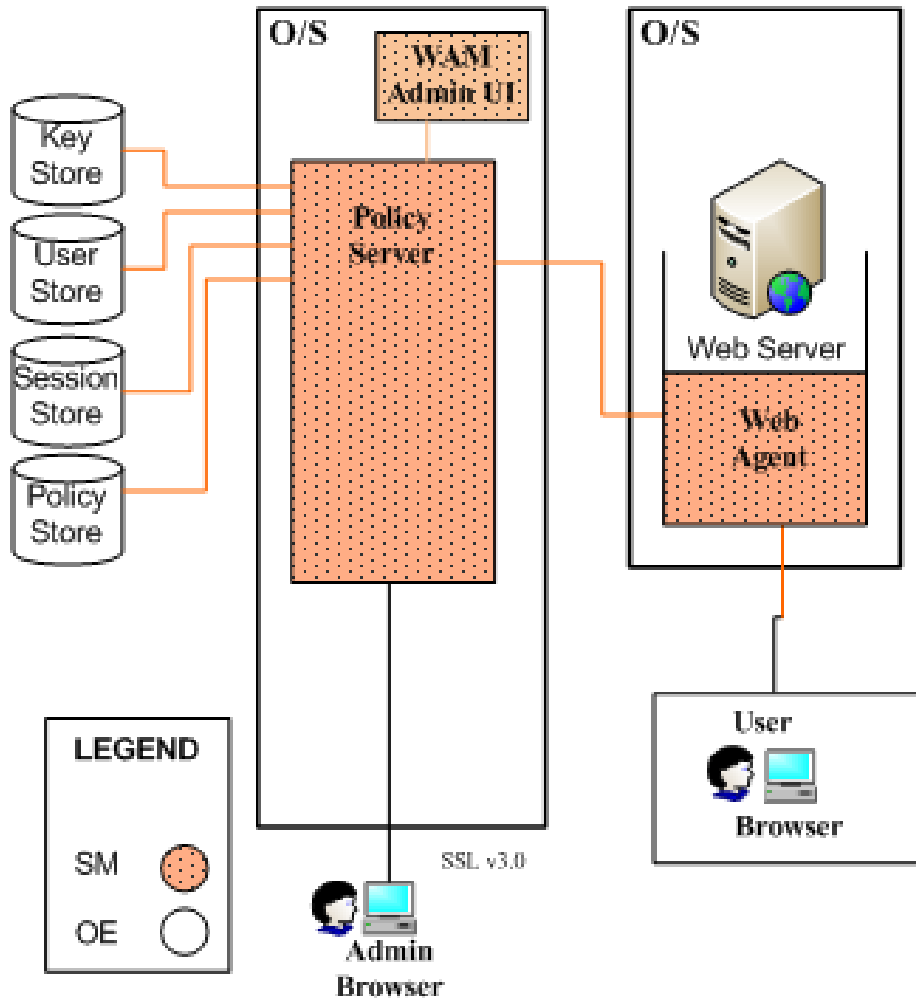 O/S
WAM
Admin UI
Key
Store
User
Store
Session
Store
Policy
Store
Policy
Server
O/S
Web Server
Web
Agent
User
Browser
LEGEND
SM
OE
SSL v3.0
Admin
Browser